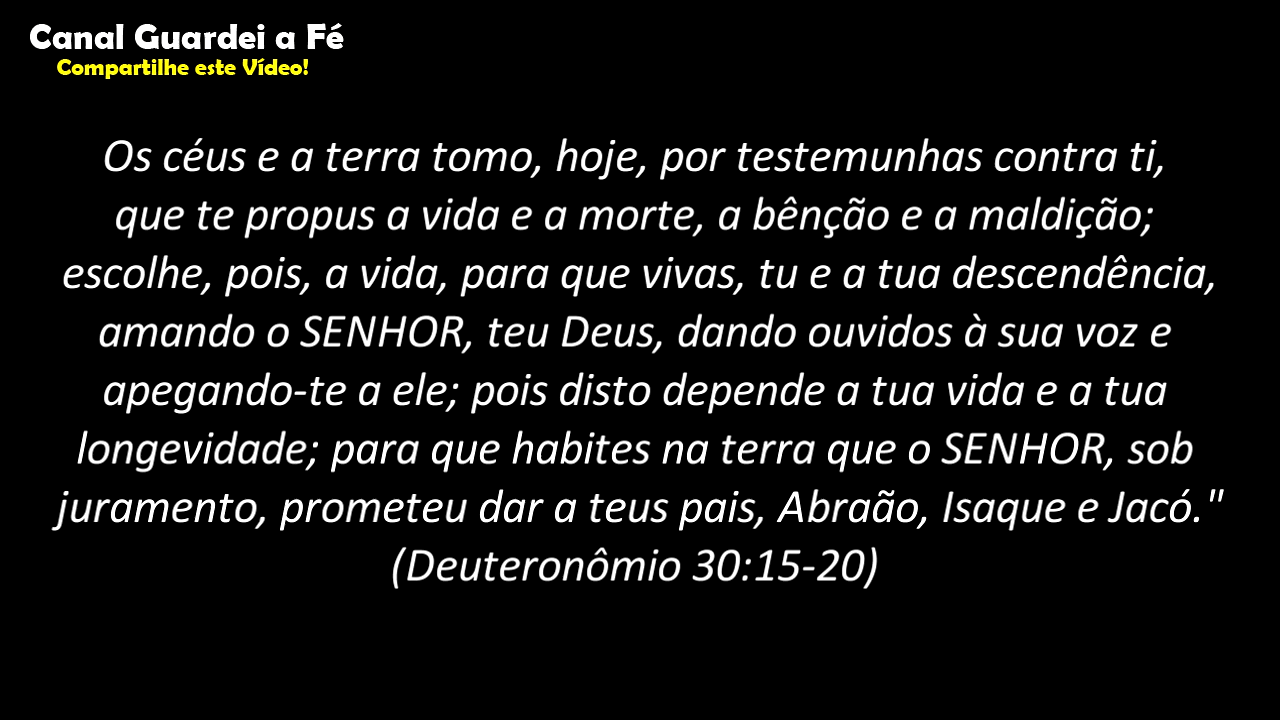 Canal Guardei a Fé
Compartilhe este Vídeo!
Os céus e a terra tomo, hoje, por testemunhas contra ti,
que te propus a vida e a morte, a bênção e a maldição;
escolhe, pois, a vida, para que vivas, tu e a tua descendência,
amando o SENHOR, teu Deus, dando ouvidos à sua voz e
apegando-te a ele; pois disto depende a tua vida e a tua
longevidade; para que habites na terra que o SENHOR, sob
juramento, prometeu dar a teus pais, Abraão, Isaque e Jacó."
(Deuteronômio 30:15-20)